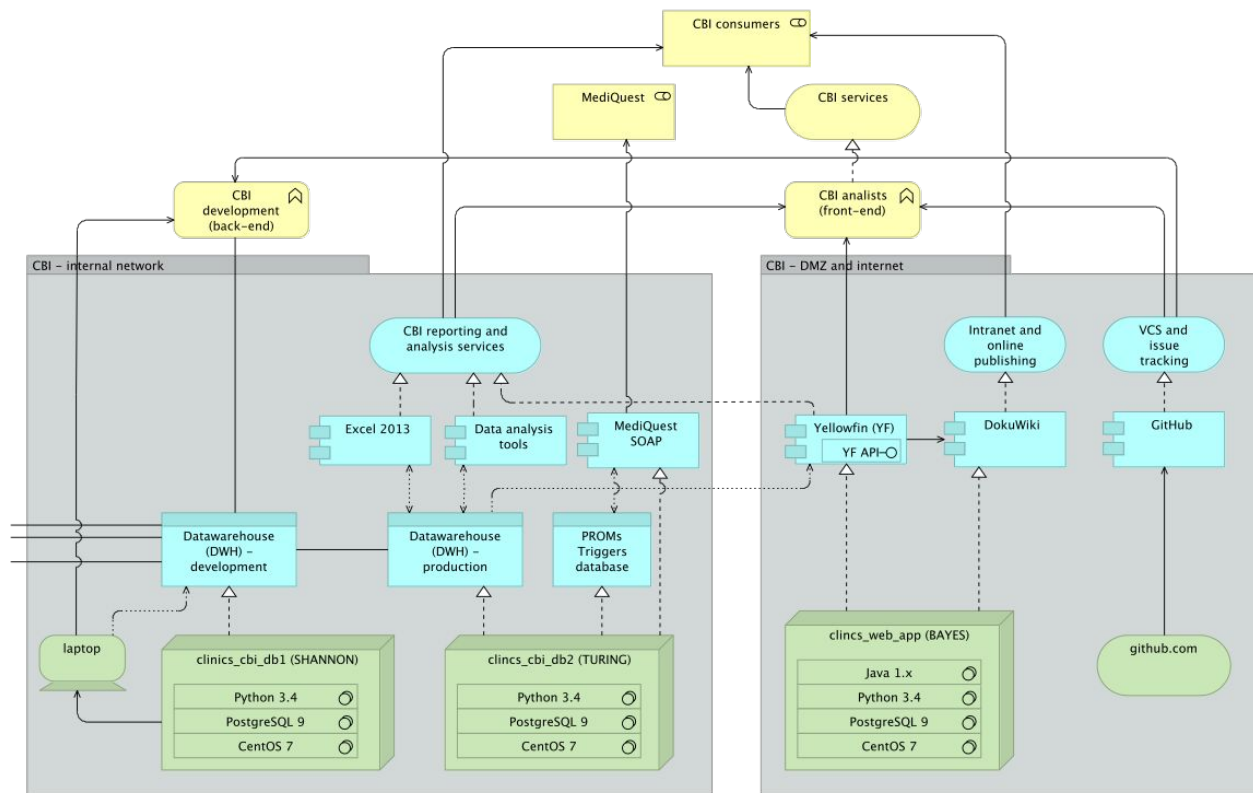 CBI consumers
MediQuest
CBI services
CBI
development
(back-end)
CBI analists
(front-end)
CBI - internal network
CBI - DMZ and internet
CBI reporting and
analysis services
Intranet and
online
publishing
VCS and
issue
tracking
Excel 2013
Data analysis
tools
MediQuest
SOAP
Yellowfin (YF)
YF API
DokuWiki
GitHub
Datawarehouse
(DWH) -
development
Datawarehouse
(DWH) -
production
PROMs
Triggers
database
laptop
clinics_cbi_db1 (SHANNON)
Python 3.4
PostgreSQL 9
CentOS 7
clincs_cbi_db2 (TURING)
Python 3.4
PostgreSQL 9
CentOS 7
clincs_web_app (BAYES)
Java 1.x
Python 3.4
PostgreSQL 9
CentOS 7
github.com